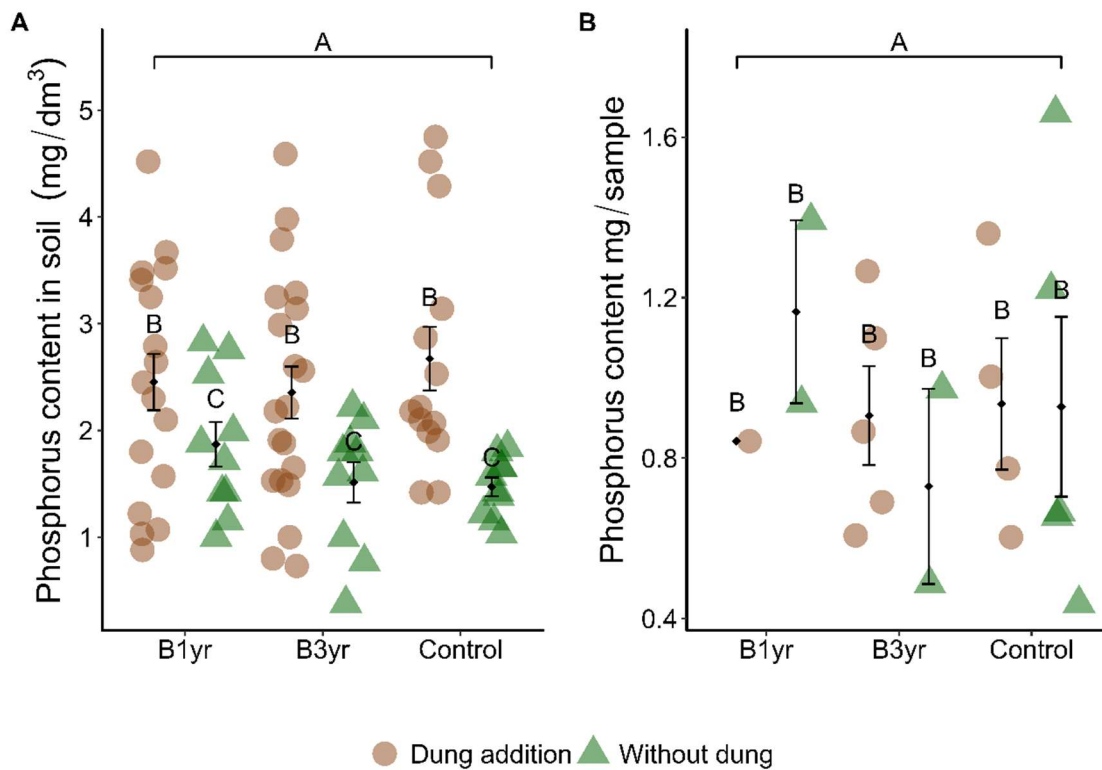 A
A
Phosphorus content in soil (mg/dm³)
5
4
3
2
1
B
C
B
C
B
C
B1yr
B3yr
Control
B
A
Phosphorus content mg/sample
1.6
1.2
0.8
0.4
B
B
B
B
B
B
B1yr
B3yr
Control
Dung addition
Without dung